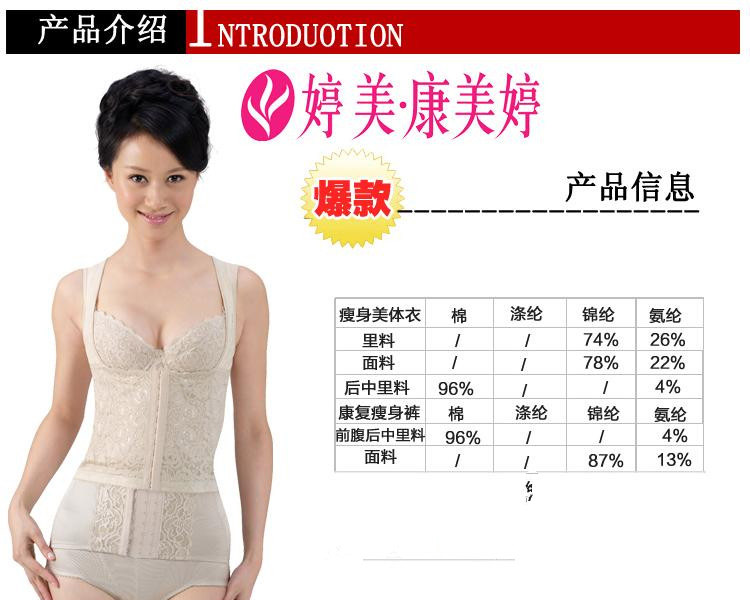 产品介绍 INTRODUOTION
婷美·康美婷
爆款
产品信息
瘦身美体衣 棉 涤纶 锦纶 氨纶
里料 / / 74% 26%
面料 / / 78% 22%
后中里料 96% / / 4%
康复瘦身裤 棉 涤纶 锦纶 氨纶
前腹后中里料 96% / / 4%
面料 / / 87% 13%